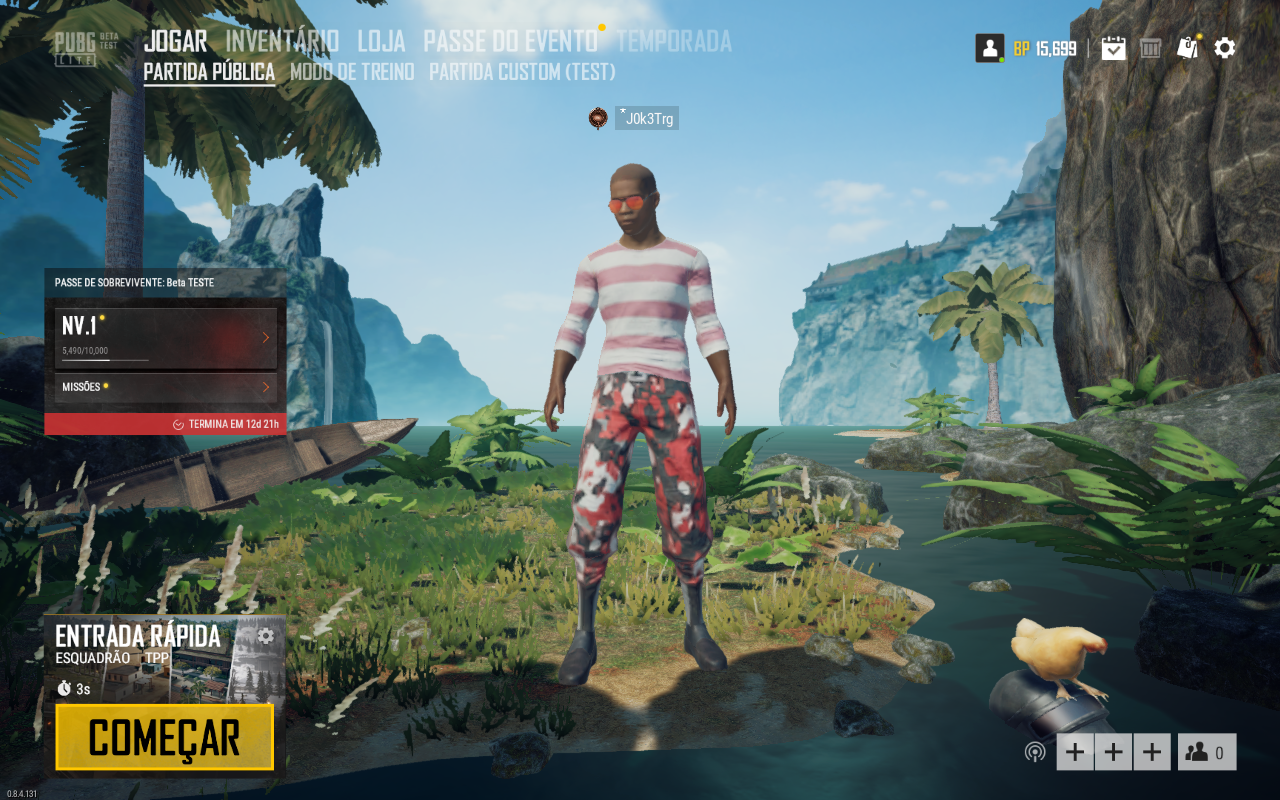 PUBG BETA TEST
LITE
JOGAR INVENTÁRIO LOJA PASSE DO EVENTO TEMPORADA
BP 15,699
PARTIDA PÚBLICA MODO DE TREINO PARTIDA CUSTOM (TEST)
J0k3Trg
PASSE DE SOBREVIVENTE: Beta TESTE
NV.1
5,490/10,000
MISSÕES
TERMINA EM 12d 21h
ENTRADA RÁPIDA
ESQUADRÃO TPP
3s
COMEÇAR
0
0.8.4.131